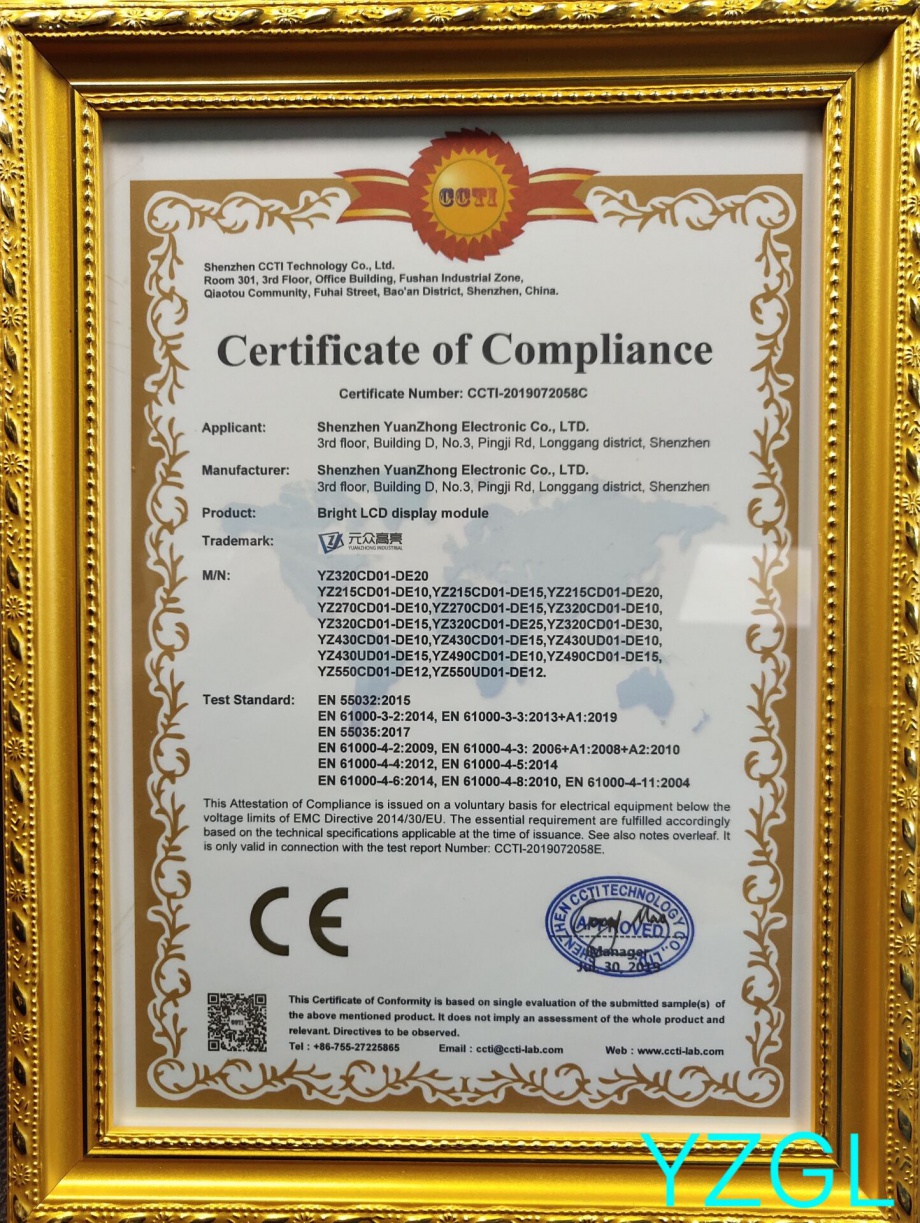 CCTI
Shenzhen CCTI Technology Co., Ltd.
Room 301, 3rd Floor, Office Building, Fushan Industrial Zone,
Qiaotou Community, Fuhai Street, Bao'an District, Shenzhen, China.
Certificate of Compliance
Certificate Number: CCTI-2019072058C
Applicant: Shenzhen YuanZhong Electronic Co., LTD.
3rd floor, Building D, No.3, Pingji Rd, Longgang district, Shenzhen
Manufacturer: Shenzhen YuanZhong Electronic Co., LTD.
3rd floor, Building D, No.3, Pingji Rd, Longgang district, Shenzhen
Product: Bright LCD display module
Trademark: 元众高亮
YUANZHONG INDUSTRIAL
M/N: YZ320CD01-DE20
YZ215CD01-DE10,YZ215CD01-DE15,YZ215CD01-DE20,
YZ270CD01-DE10,YZ270CD01-DE15,YZ320CD01-DE10,
YZ320CD01-DE15,YZ320CD01-DE25,YZ320CD01-DE30,
YZ430CD01-DE10,YZ430CD01-DE15,YZ430UD01-DE10,
YZ430UD01-DE15,YZ490CD01-DE10,YZ490CD01-DE15,
YZ550CD01-DE12,YZ550UD01-DE12.
Test Standard: EN 55032:2015
EN 61000-3-2:2014, EN 61000-3-3:2013+A1:2019
EN 55035:2017
EN 61000-4-2:2009, EN 61000-4-3: 2006+A1:2008+A2:2010
EN 61000-4-4:2012, EN 61000-4-5:2014
EN 61000-4-6:2014, EN 61000-4-8:2010, EN 61000-4-11:2004
This Attestation of Compliance is issued on a voluntary basis for electrical equipment below the
voltage limits of EMC Directive 2014/30/EU. The essential requirement are fulfilled accordingly
based on the technical specifications applicable at the time of issuance. See also notes overleaf. It
is only valid in connection with the test report Number: CCTI-2019072058E.
CE
SHENZHEN CCTI TECHNOLOGY CO., LTD.
APPROVED
Manager
Jul. 30, 2019
CCTI
This Certificate of Conformity is based on single evaluation of the submitted sample(s) of
the above mentioned product. It does not imply an assessment of the whole product and
relevant. Directives to be observed.
Tel : +86-755-27225865 Email : ccti@ccti-lab.com Web : www.ccti-lab.com
YZGL